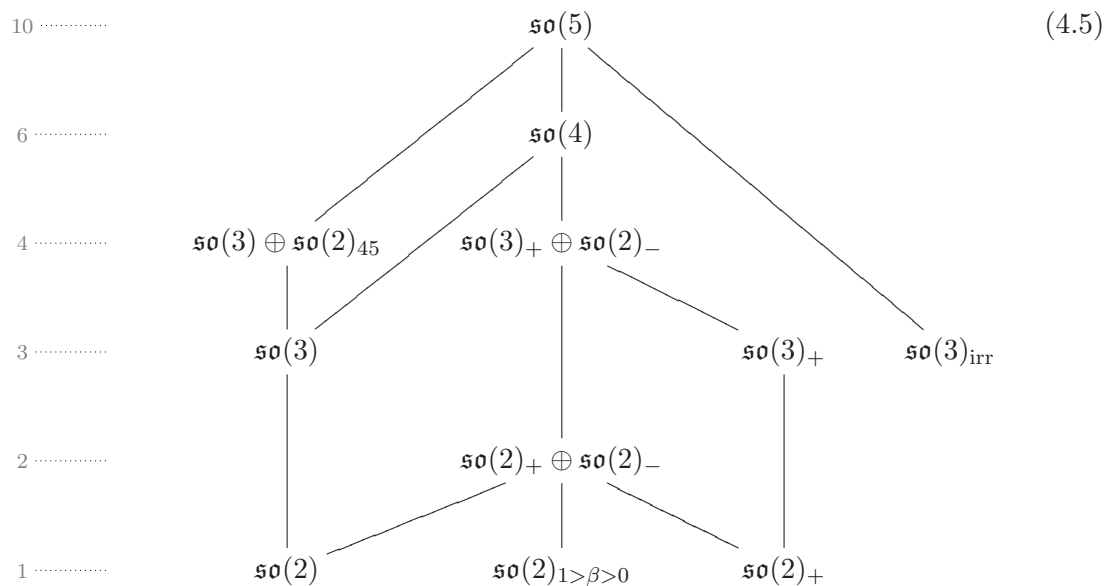 10 𝔰𝔬(5) (4.5)
6 𝔰𝔬(4)
4 𝔰𝔬(3) ⊕ 𝔰𝔬(2)₄₅ 𝔰𝔬(3)₊ ⊕ 𝔰𝔬(2)₋
3 𝔰𝔬(3) 𝔰𝔬(3)₊ 𝔰𝔬(3)ᵢᵣᵣ
2 𝔰𝔬(2)₊ ⊕ 𝔰𝔬(2)₋
1 𝔰𝔬(2) 𝔰𝔬(2)_{1>β>0} 𝔰𝔬(2)₊